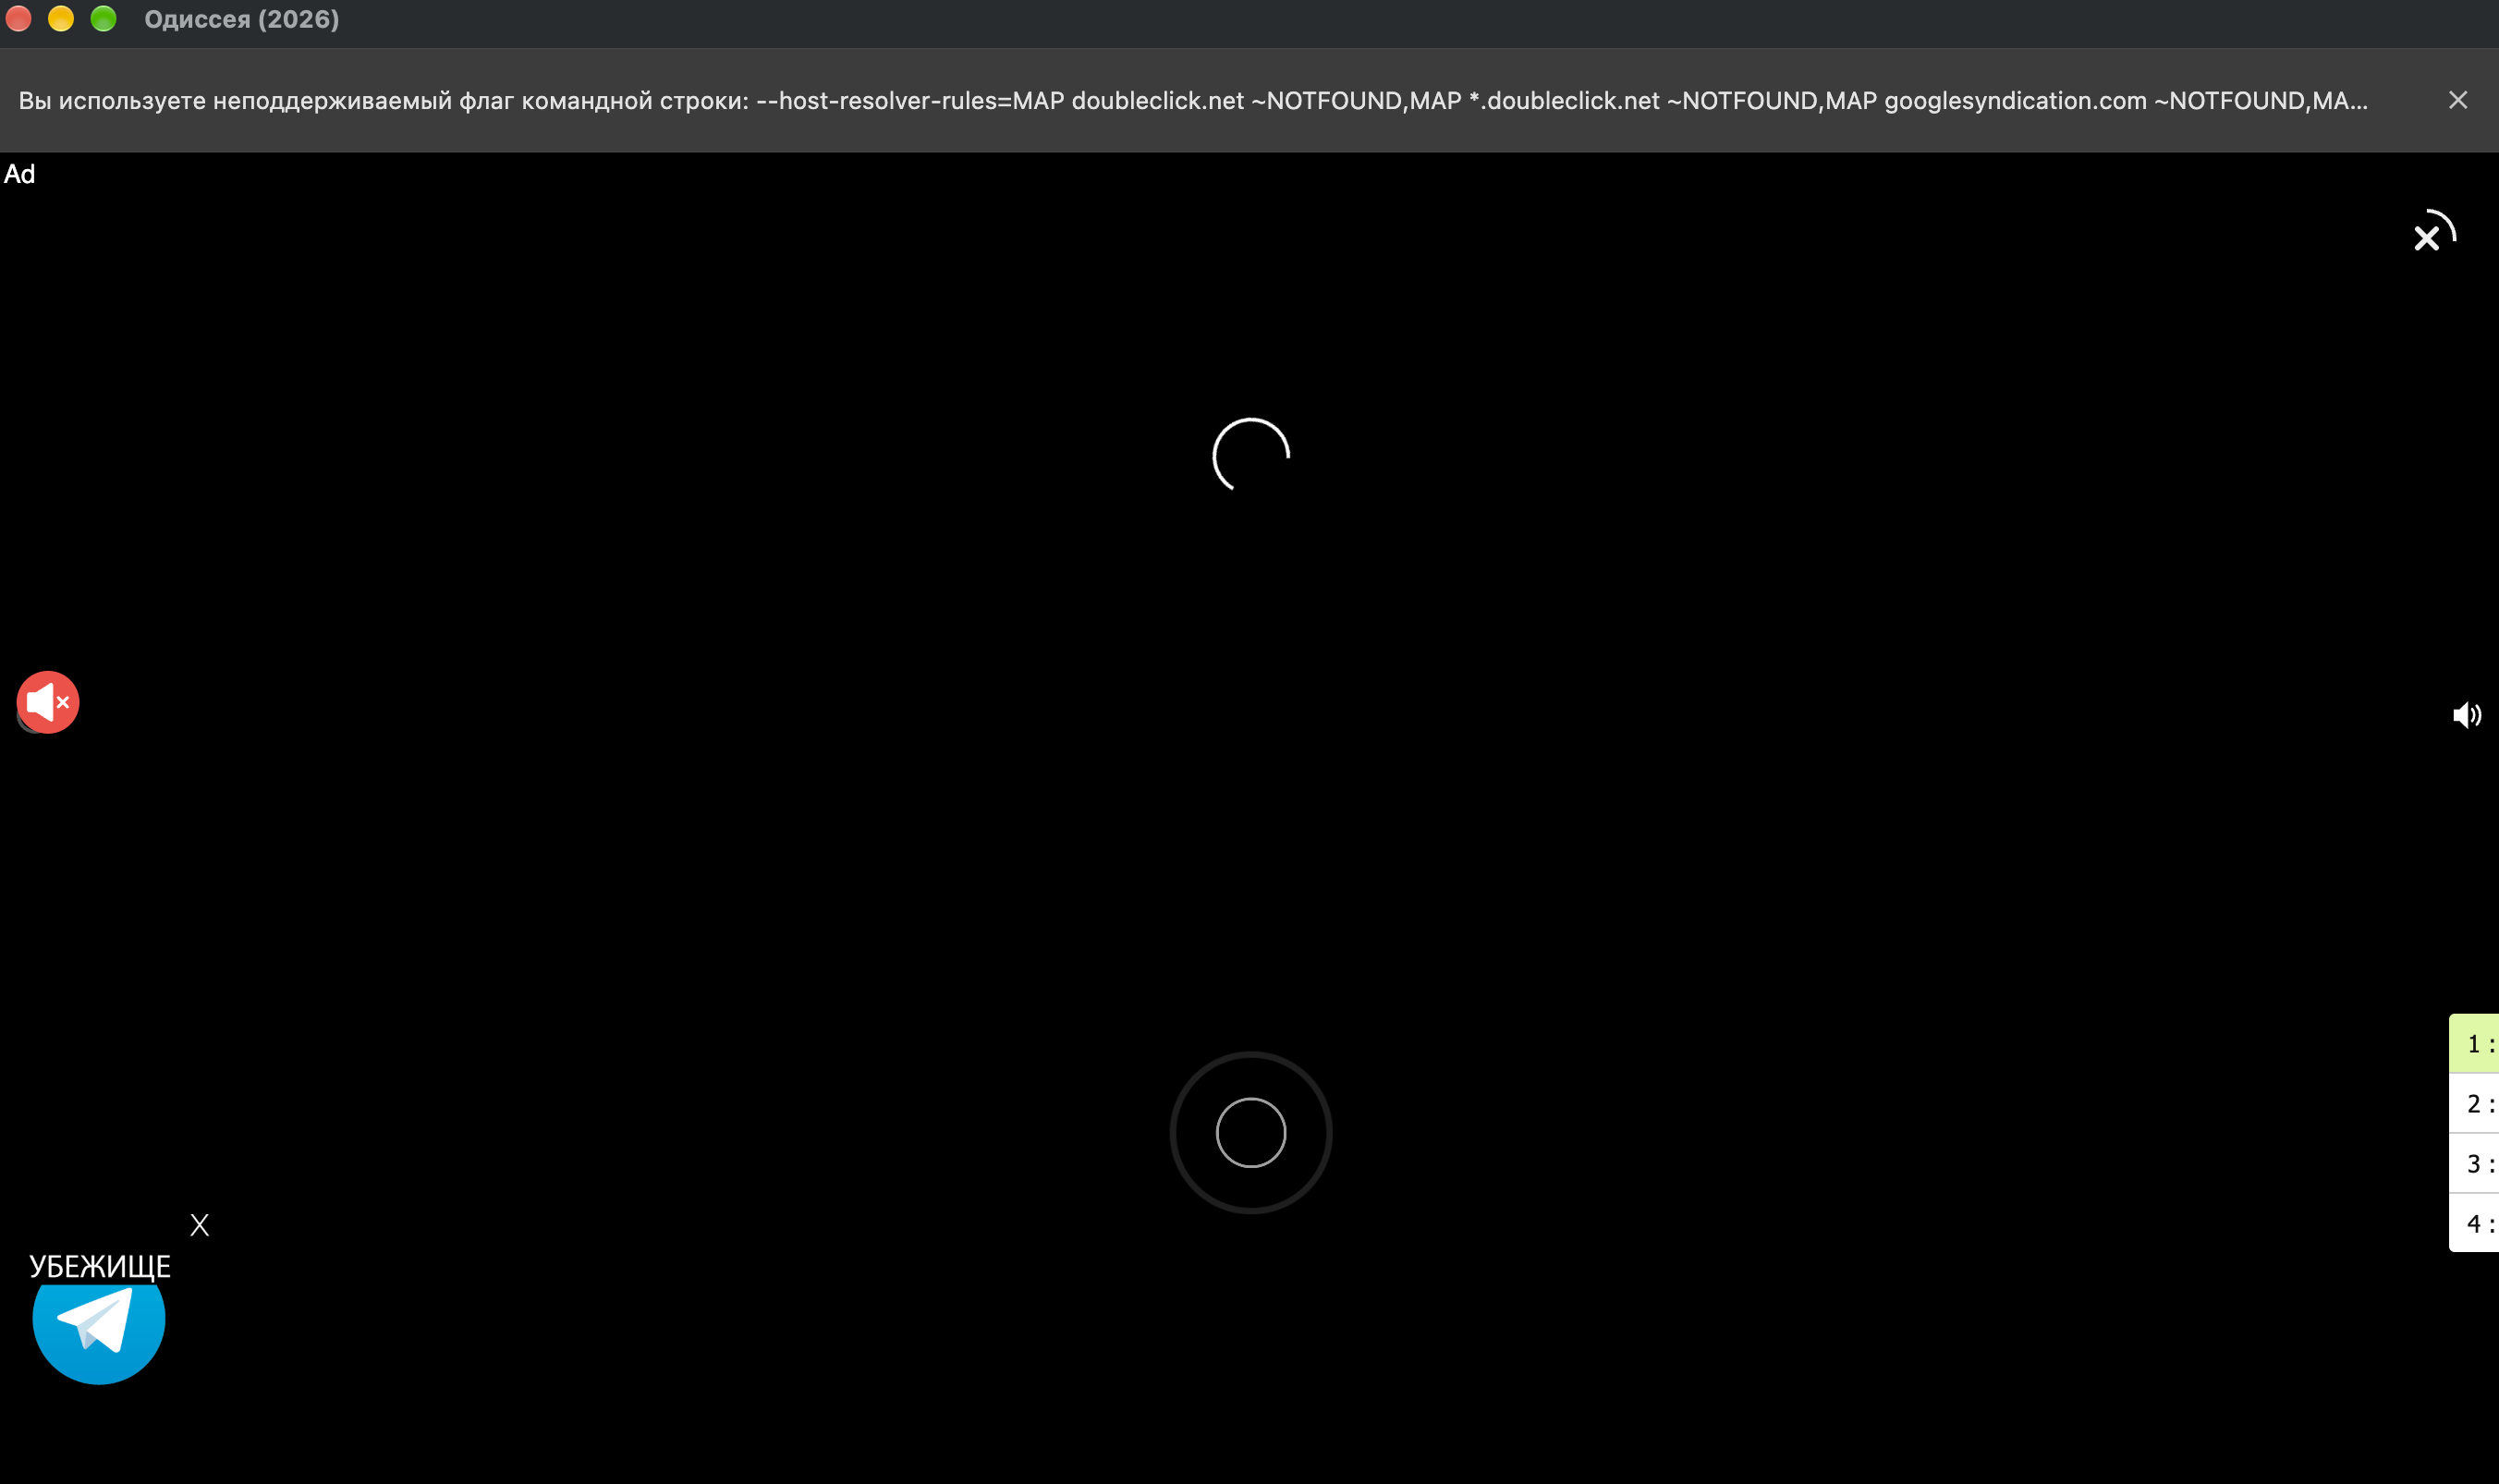 Одиссея (2026)
Вы используете неподдерживаемый флаг командной строки: --host-resolver-rules=MAP doubleclick.net ~NOTFOUND,MAP *.doubleclick.net ~NOTFOUND,MAP googlesyndication.com ~NOTFOUND,MA...
Ad
1 :
2 :
3 :
4 :
X
УБЕЖИЩЕ